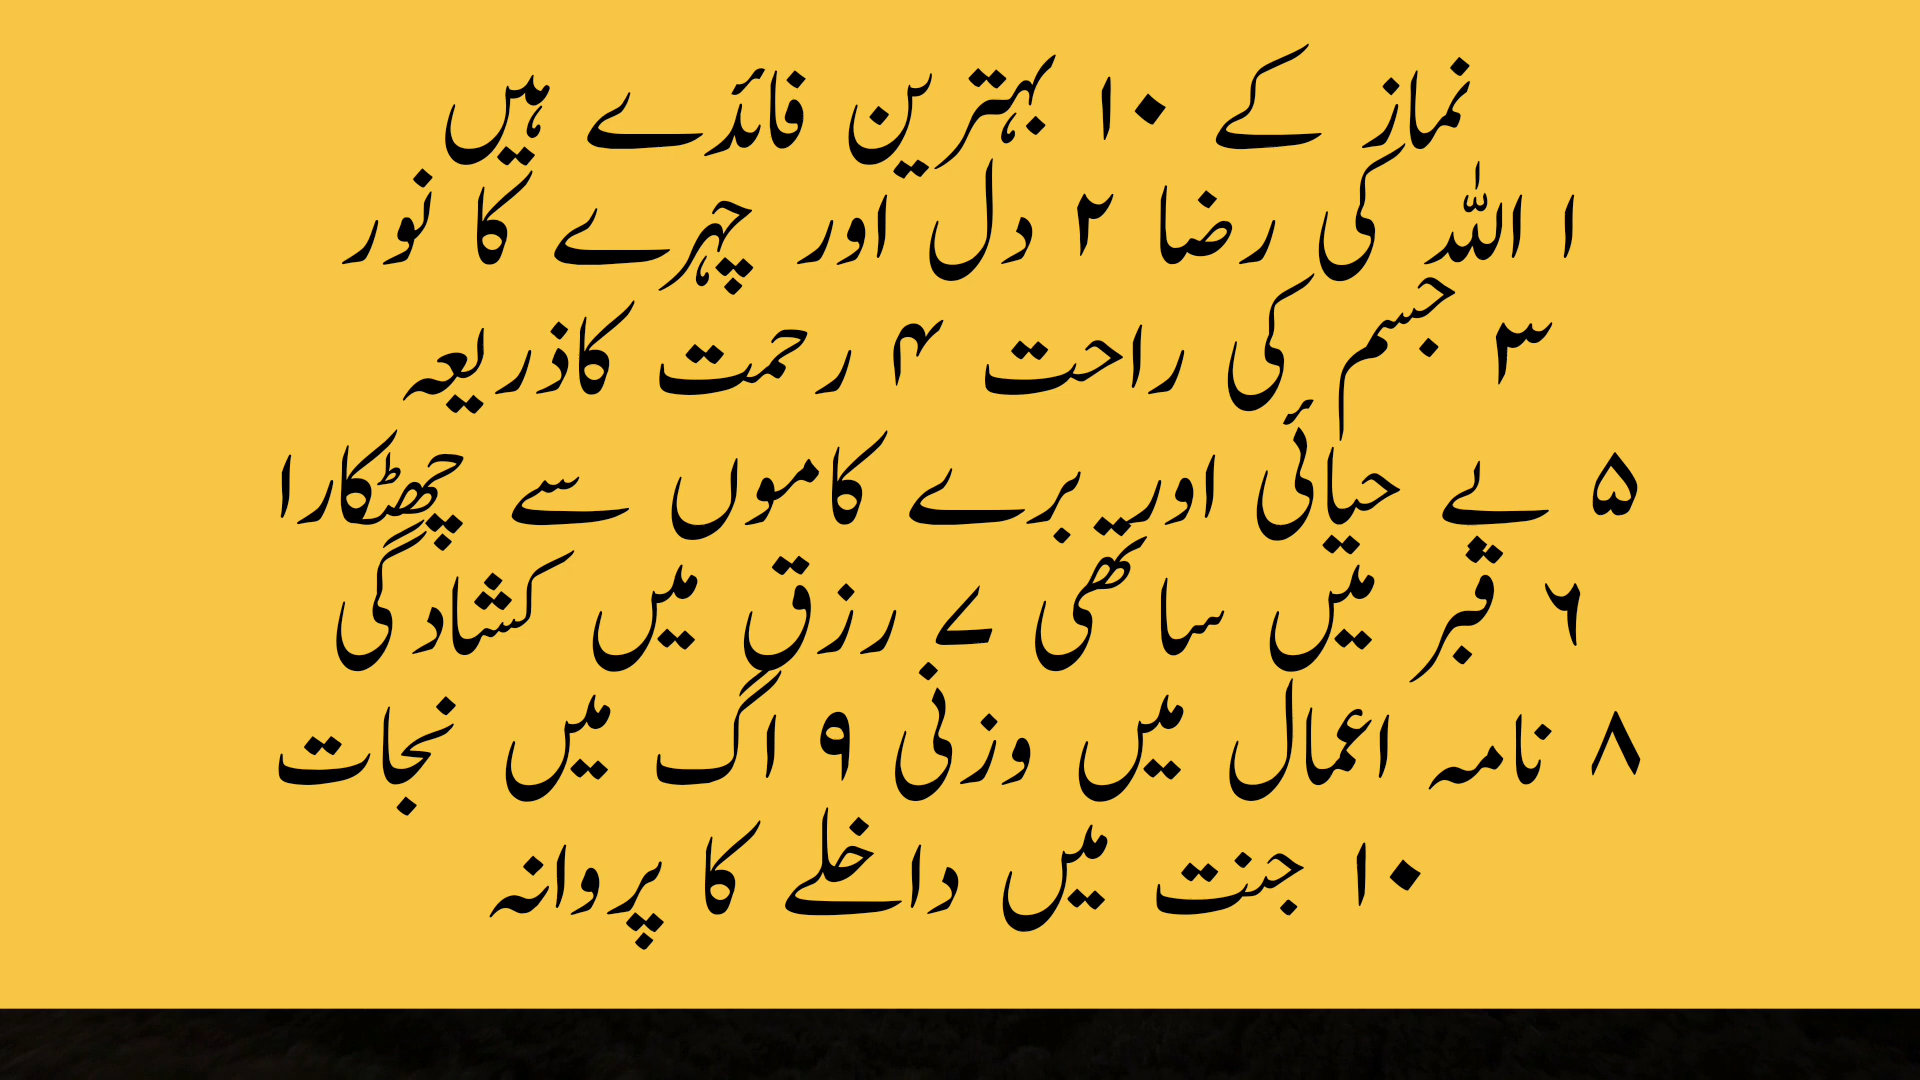 نماز کے ۱۰ بہترین فائدے ہیں
۱ اللہ کی رضا ۲ دل اور چہرے کا نور
۳ جسم کی راحت ۴ رحمت کاذریعہ
۵ بے حیائی اور برے کاموں سے چھٹکارا
۶ قبر میں ساتھی ۷ رزق میں کشادگی
۸ نامہ اعمال میں وزنی ۹ اگ میں نجات
۱۰ جنت میں داخلے کا پروانہ